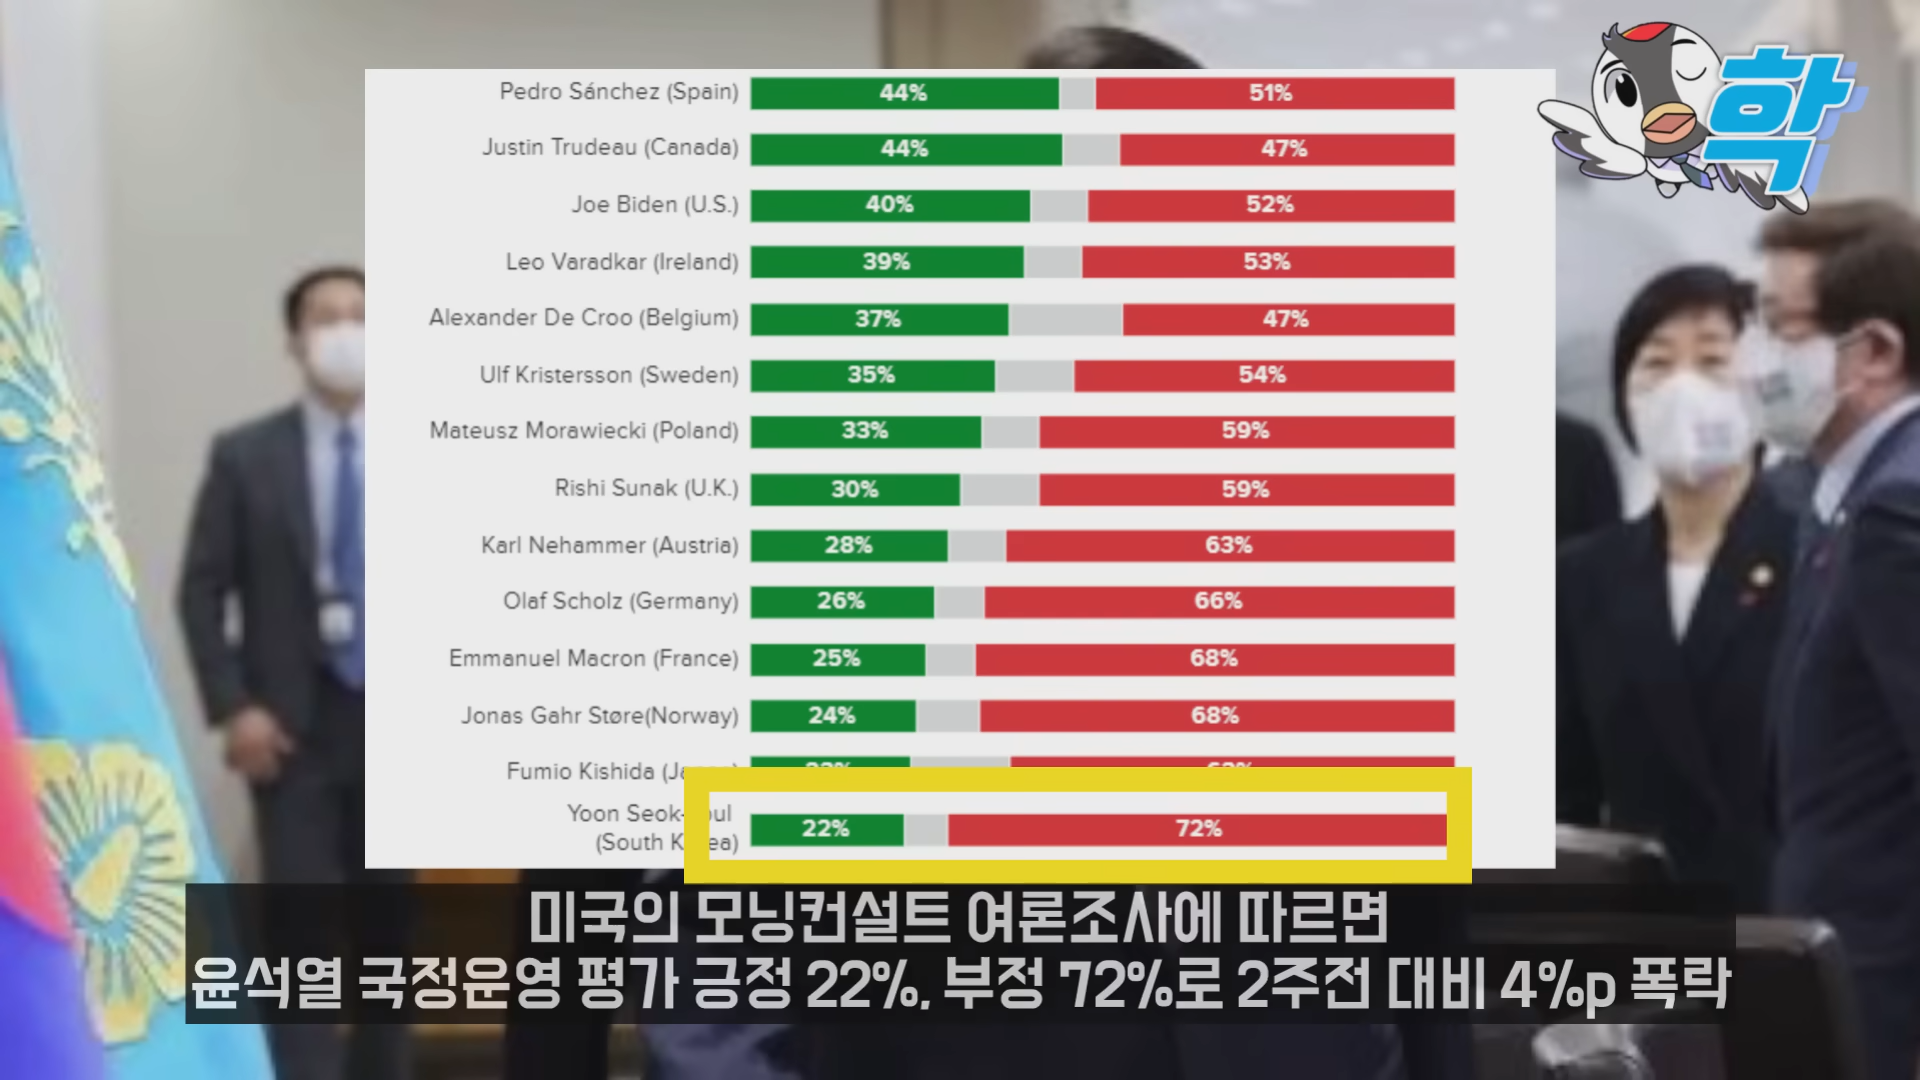 학
Pedro Sánchez (Spain) 44% 51%
Justin Trudeau (Canada) 44% 47%
Joe Biden (U.S.) 40% 52%
Leo Varadkar (Ireland) 39% 53%
Alexander De Croo (Belgium) 37% 47%
Ulf Kristersson (Sweden) 35% 54%
Mateusz Morawiecki (Poland) 33% 59%
Rishi Sunak (U.K.) 30% 59%
Karl Nehammer (Austria) 28% 63%
Olaf Scholz (Germany) 26% 66%
Emmanuel Macron (France) 25% 68%
Jonas Gahr Støre(Norway) 24% 68%
Fumio Kishida
Yoon 22% 72%
(South
미국의 모닝컨설트 여론조사에 따르면
윤석열 국정운영 평가 긍정 22%, 부정 72%로 2주전 대비 4%p 폭락